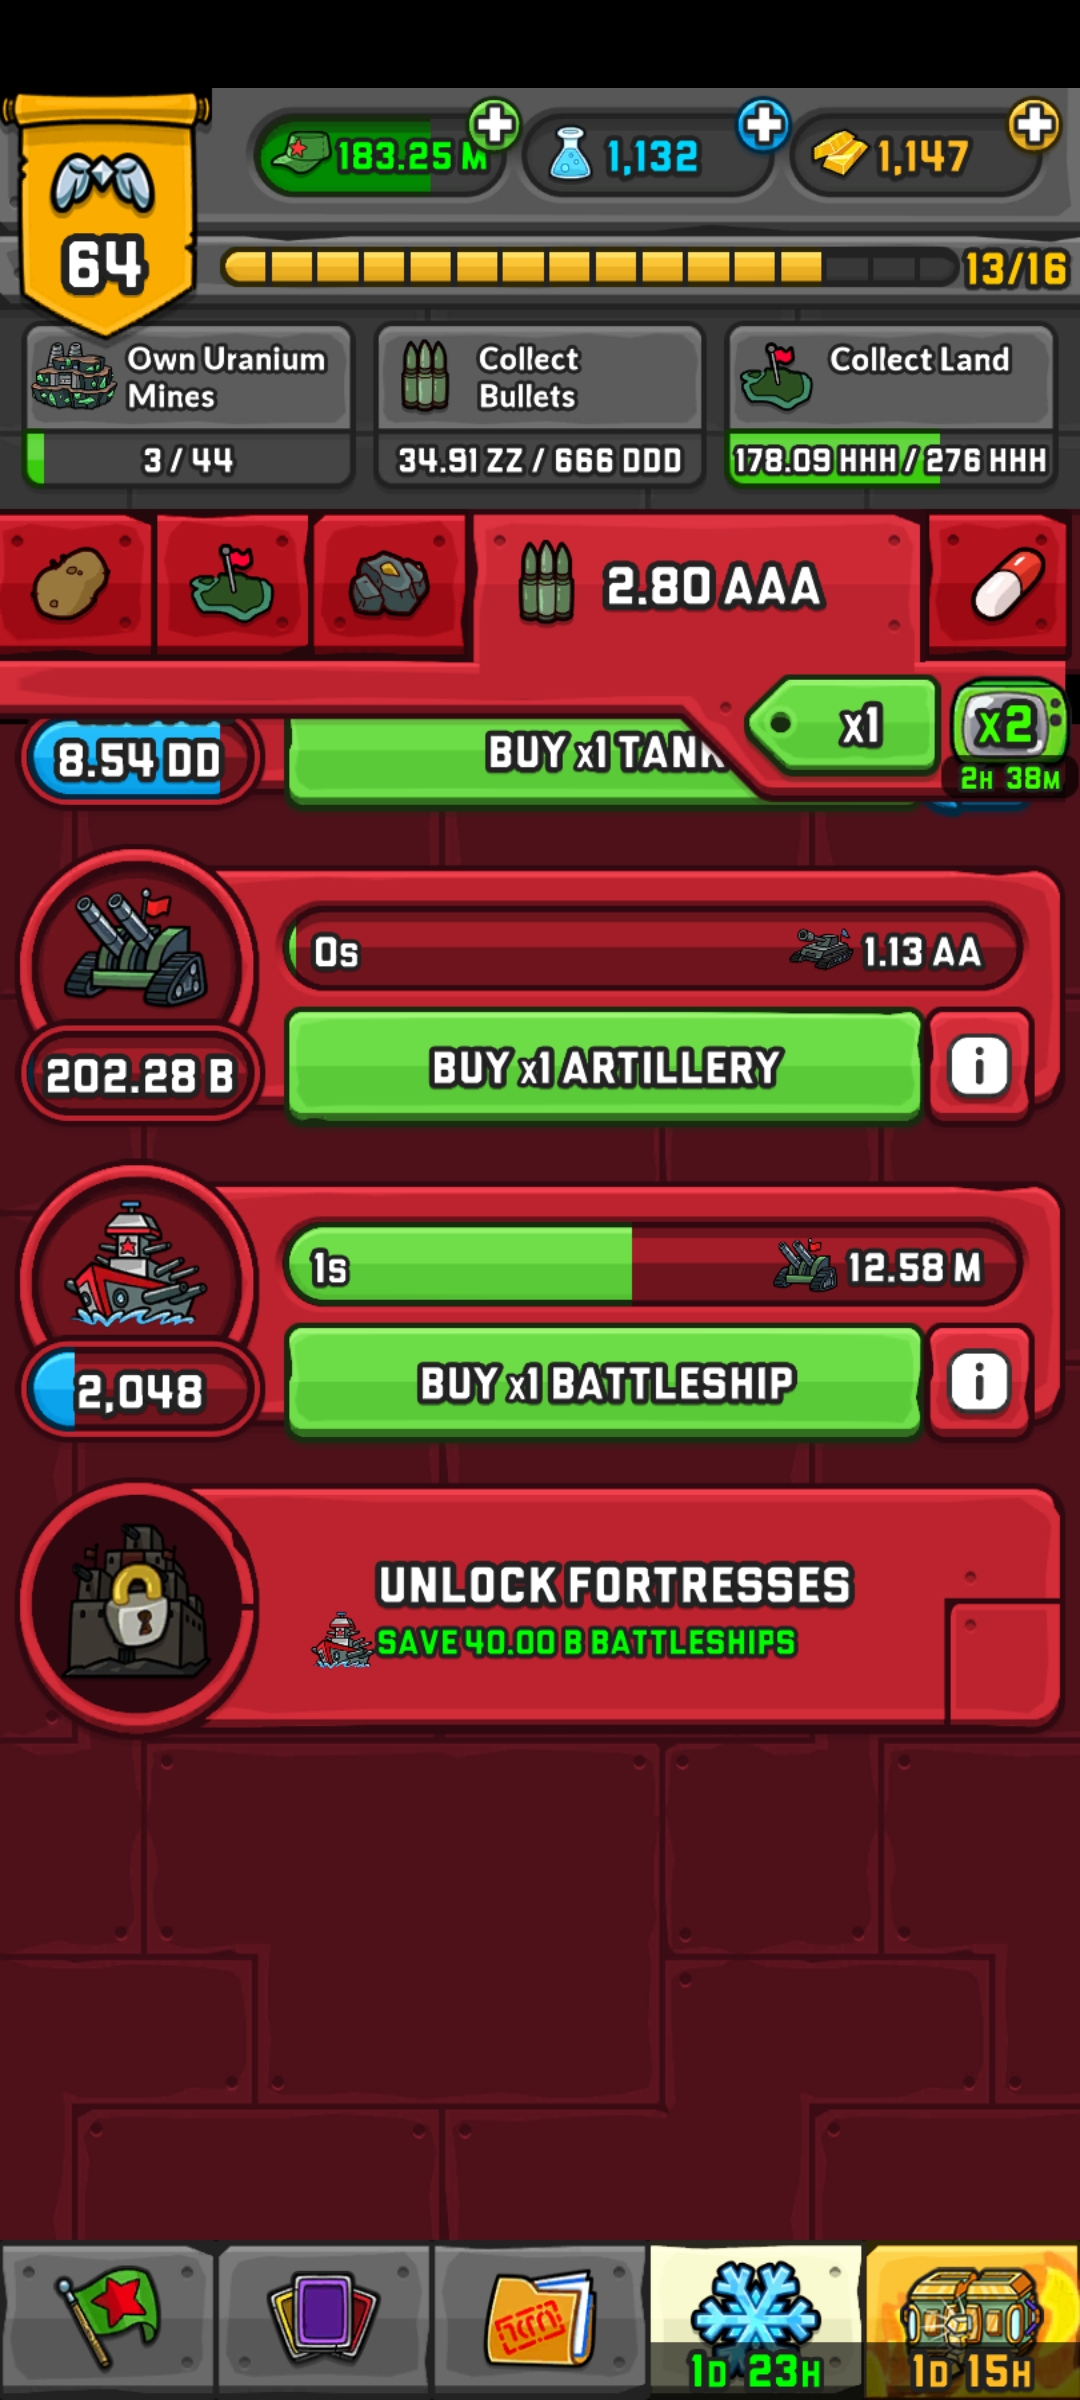 183.25 M
1,132
1,147
64
13/16
Own Uranium
Mines
3 / 44
Collect
Bullets
34.91 ZZ / 666 DDD
Collect Land
178.09 HHH / 276 HHH
2.80 AAA
x1
x2
2H 38M
8.54 DD
BUY x1 TANK
0s
1.13 AA
202.28 B
BUY x1 ARTILLERY
i
1s
12.58 M
2,048
BUY x1 BATTLESHIP
i
UNLOCK FORTRESSES
SAVE 40.00 B BATTLESHIPS
1D 23H
1D 15H